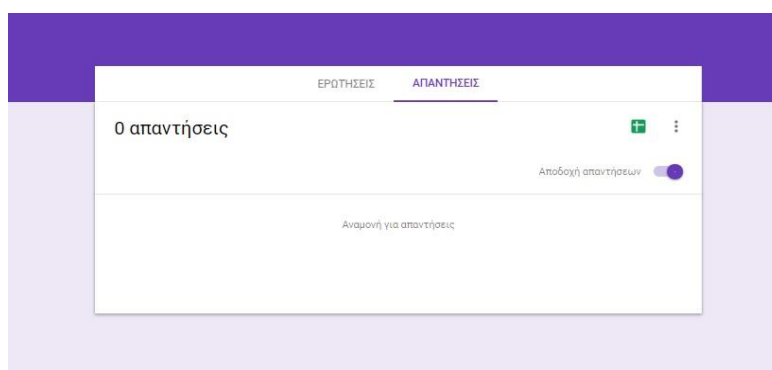 ΕΡΩΤΗΣΕΙΣ ΑΠΑΝΤΗΣΕΙΣ
0 απαντήσεις
Αποδοχή απαντήσεων
Αναμονή για απαντήσεις